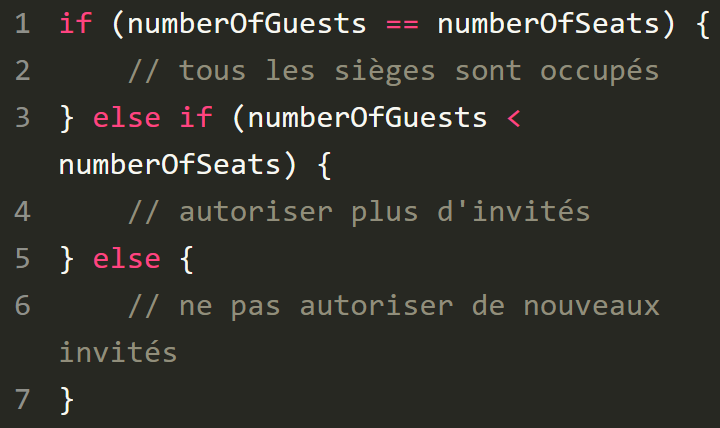 1 if (numberOfGuests == numberOfSeats) {
2     // tous les sièges sont occupés
3 } else if (numberOfGuests <
numberOfSeats) {
4     // autoriser plus d'invités
5 } else {
6     // ne pas autoriser de nouveaux
invités
7 }